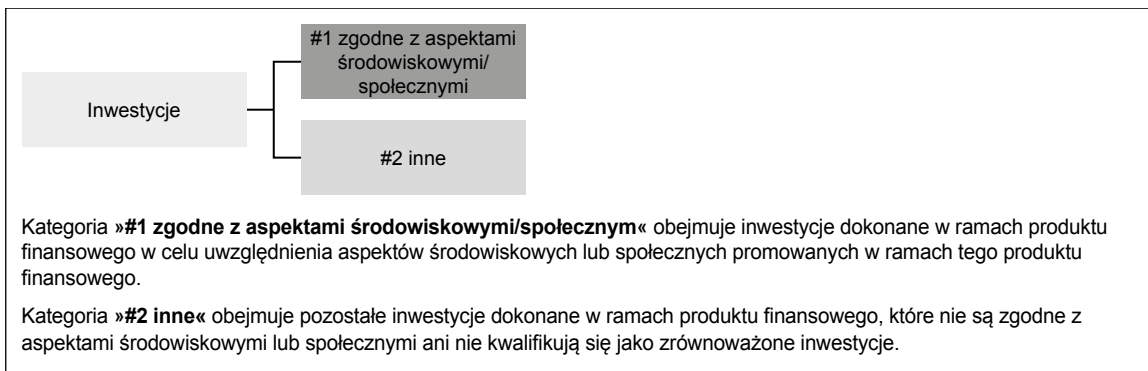 #1 zgodne z aspektami
środowiskowymi/
społecznymi
Inwestycje
#2 inne
Kategoria »#1 zgodne z aspektami środowiskowymi/społecznym« obejmuje inwestycje dokonane w ramach produktu
finansowego w celu uwzględnienia aspektów środowiskowych lub społecznych promowanych w ramach tego produktu
finansowego.
Kategoria »#2 inne« obejmuje pozostałe inwestycje dokonane w ramach produktu finansowego, które nie są zgodne z
aspektami środowiskowymi lub społecznymi ani nie kwalifikują się jako zrównoważone inwestycje.